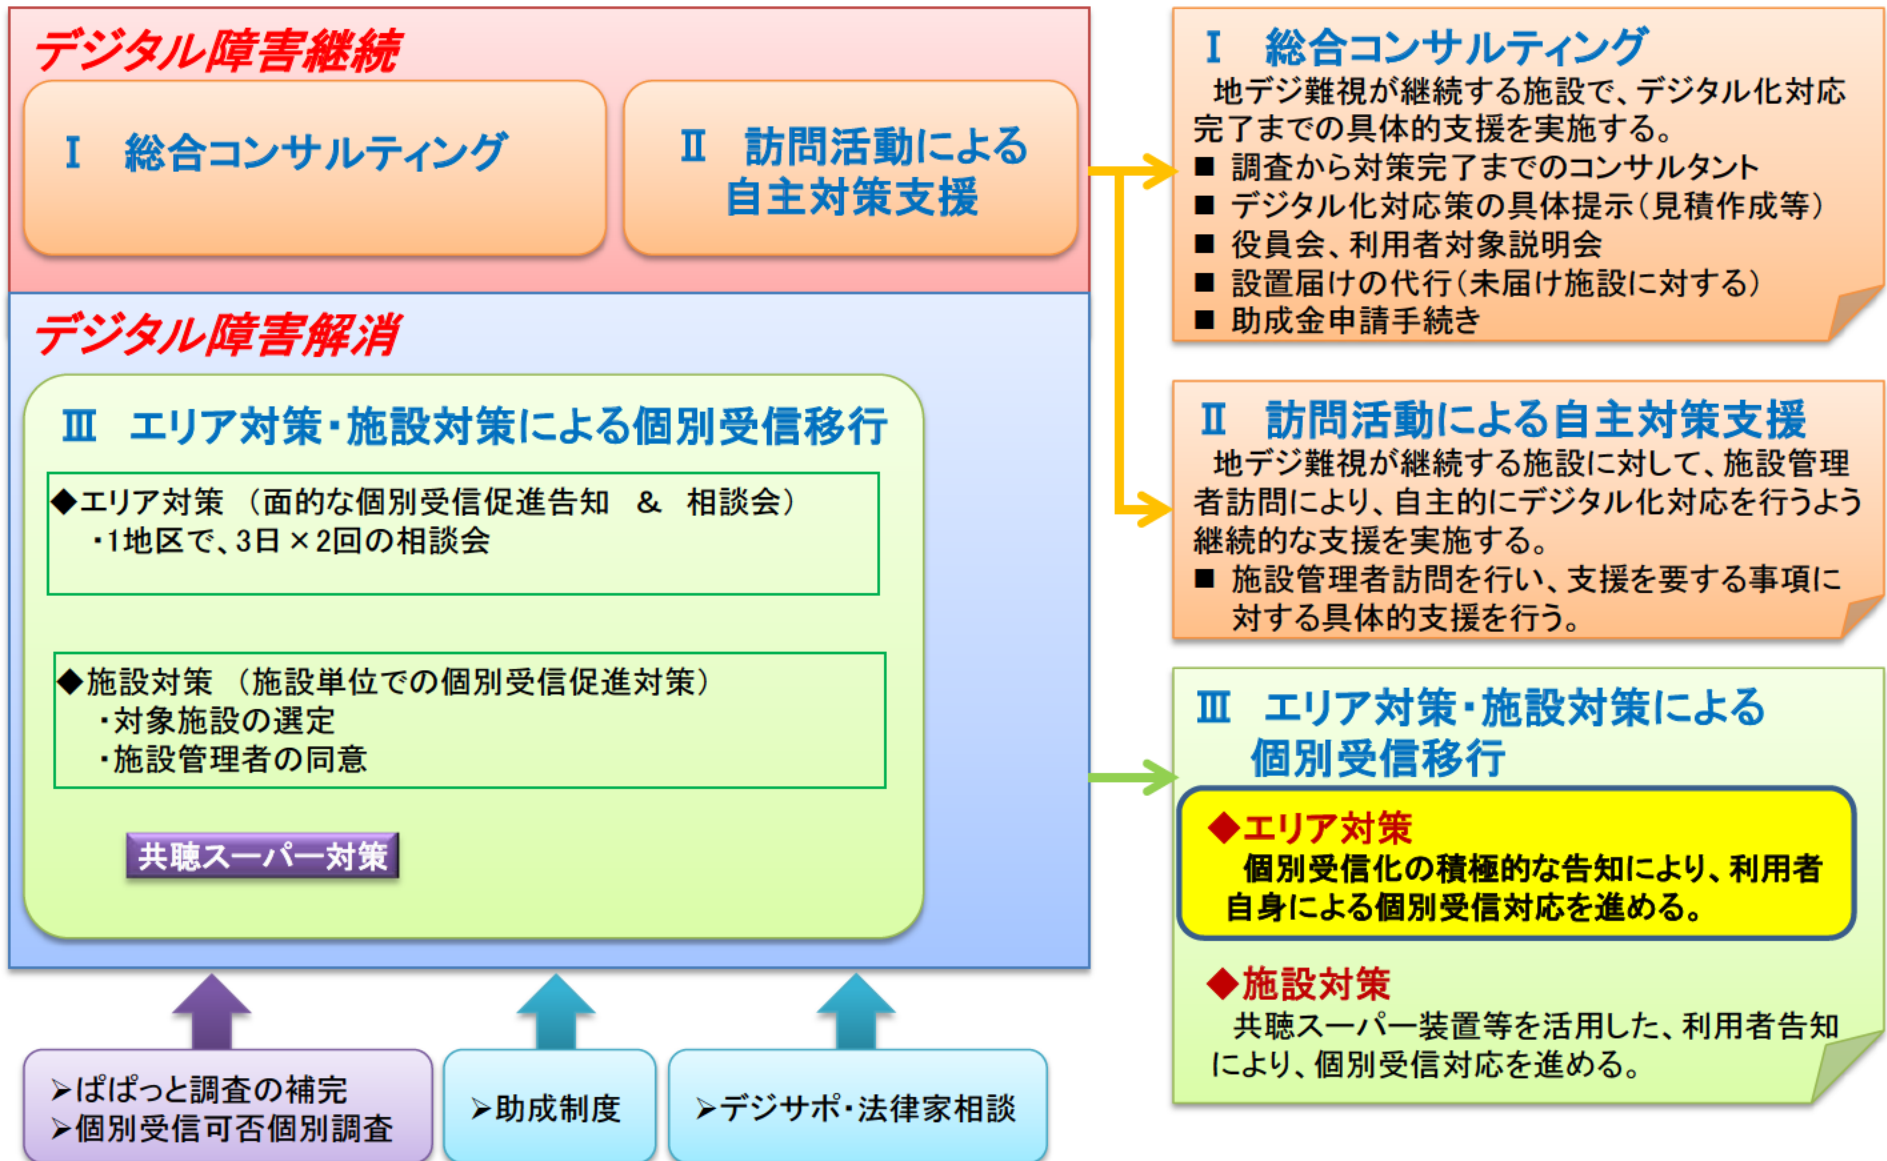 デジタル障害継続
Ⅰ 総合コンサルティング
Ⅱ 訪問活動による
自主対策支援
デジタル障害解消
Ⅲ エリア対策・施設対策による個別受信移行
◆エリア対策 (面的な個別受信促進告知 & 相談会)
・1地区で、3日×2回の相談会
◆施設対策 (施設単位での個別受信促進対策)
・対象施設の選定
・施設管理者の同意
共聴スーパー対策
➢ぱぱっと調査の補完
➢個別受信可否個別調査
➢助成制度
➢デジサポ・法律家相談
Ⅰ 総合コンサルティング
地デジ難視が継続する施設で、デジタル化対応
完了までの具体的支援を実施する。
■ 調査から対策完了までのコンサルタント
■ デジタル化対応策の具体提示(見積作成等)
■ 役員会、利用者対象説明会
■ 設置届けの代行(未届け施設に対する)
■ 助成金申請手続き
Ⅱ 訪問活動による自主対策支援
地デジ難視が継続する施設に対して、施設管理
者訪問により、自主的にデジタル化対応を行うよう
継続的な支援を実施する。
■ 施設管理者訪問を行い、支援を要する事項に
対する具体的支援を行う。
Ⅲ エリア対策・施設対策による
個別受信移行
◆エリア対策
個別受信化の積極的な告知により、利用者
自身による個別受信対応を進める。
◆施設対策
共聴スーパー装置等を活用した、利用者告知
により、個別受信対応を進める。